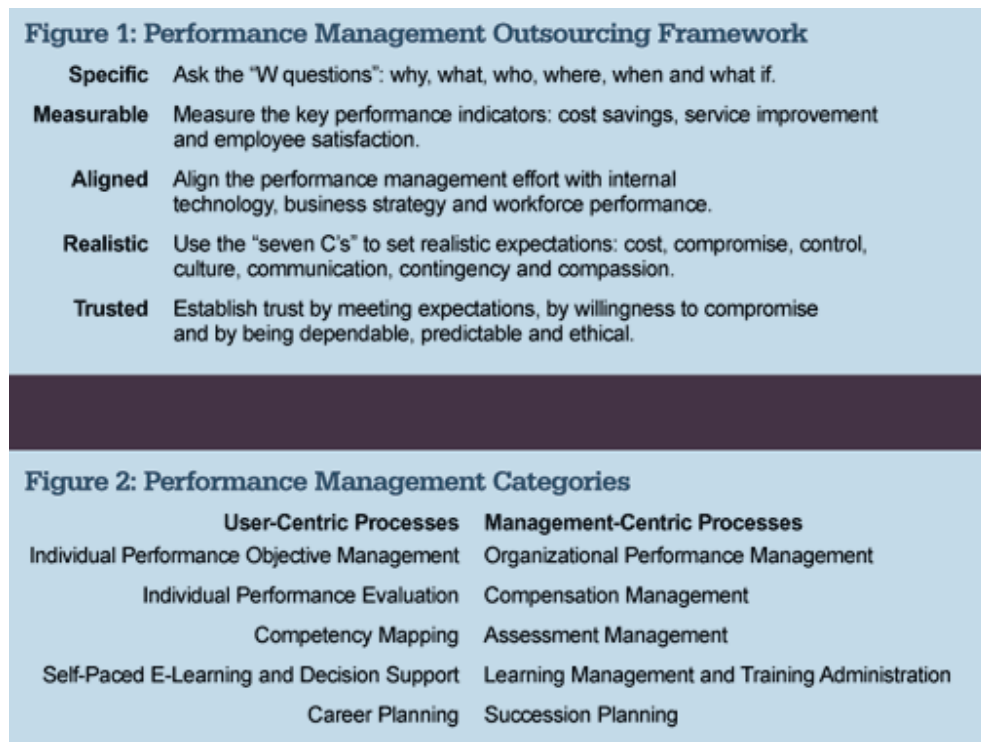 Figure 1: Performance Management Outsourcing Framework
Specific Ask the “W questions”: why, what, who, where, when and what if.
Measurable Measure the key performance indicators: cost savings, service improvement
and employee satisfaction.
Aligned Align the performance management effort with internal
technology, business strategy and workforce performance.
Realistic Use the “seven C’s” to set realistic expectations: cost, compromise, control,
culture, communication, contingency and compassion.
Trusted Establish trust by meeting expectations, by willingness to compromise
and by being dependable, predictable and ethical.
Figure 2: Performance Management Categories
User-Centric Processes Management-Centric Processes
Individual Performance Objective Management Organizational Performance Management
Individual Performance Evaluation Compensation Management
Competency Mapping Assessment Management
Self-Paced E-Learning and Decision Support Learning Management and Training Administration
Career Planning Succession Planning